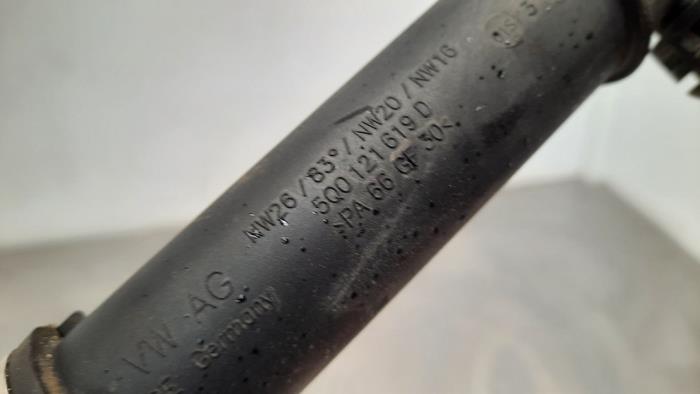 NW26/83°/NW20/NW16
5Q0 121 619 D
>PA 66 GF 30<
VW AG
Germany